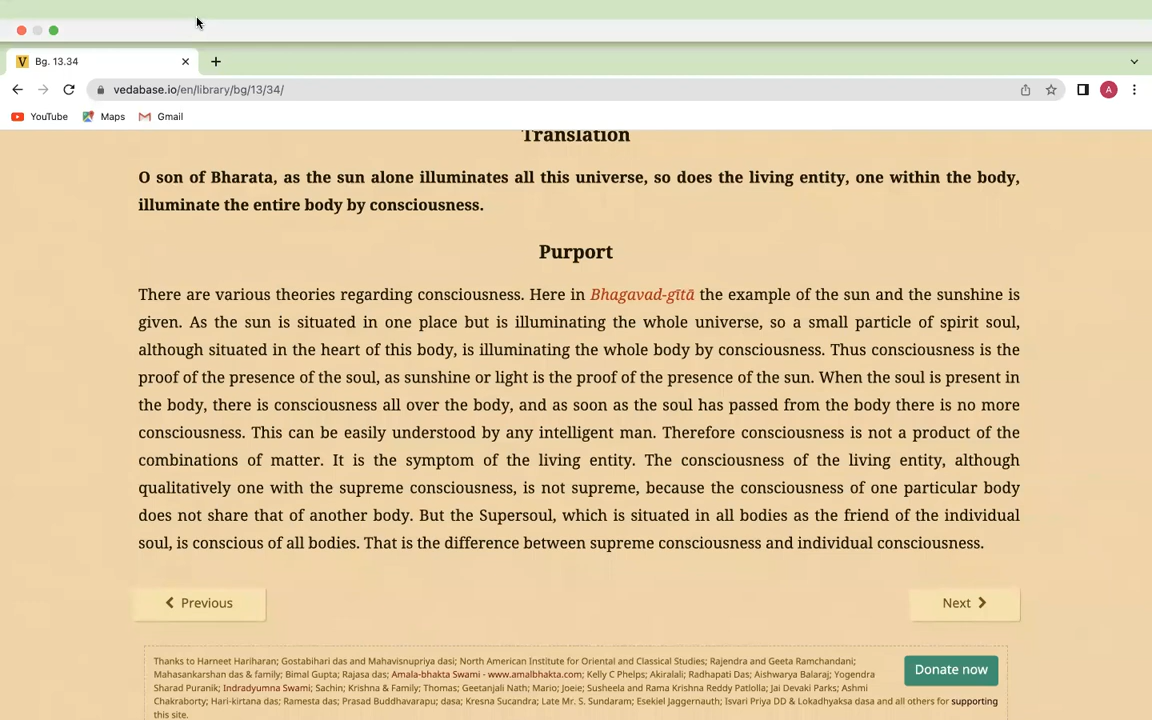 Bg. 13.34
vedabase.io/en/library/bg/13/34/
A
YouTube
Maps
Gmail
Translation
O son of Bharata, as the sun alone illuminates all this universe, so does the living entity, one within the body,
illuminate the entire body by consciousness.
Purport
There are various theories regarding consciousness. Here in Bhagavad-gītā the example of the sun and the sunshine is
given. As the sun is situated in one place but is illuminating the whole universe, so a small particle of spirit soul,
although situated in the heart of this body, is illuminating the whole body by consciousness. Thus consciousness is the
proof of the presence of the soul, as sunshine or light is the proof of the presence of the sun. When the soul is present in
the body, there is consciousness all over the body, and as soon as the soul has passed from the body there is no more
consciousness. This can be easily understood by any intelligent man. Therefore consciousness is not a product of the
combinations of matter. It is the symptom of the living entity. The consciousness of the living entity, although
qualitatively one with the supreme consciousness, is not supreme, because the consciousness of one particular body
does not share that of another body. But the Supersoul, which is situated in all bodies as the friend of the individual
soul, is conscious of all bodies. That is the difference between supreme consciousness and individual consciousness.
Previous
Next
Thanks to Harneet Hariharan; Gostabihari das and Mahavisnupriya dasi; North American Institute for Oriental and Classical Studies; Rajendra and Geeta Ramchandani;
Mahasankarshan das & family; Bimal Gupta; Rajasa das; Amala-bhakta Swami - www.amalbhakta.com; Kelly C Phelps; Akiralali; Radhapati Das; Aishwarya Balaraj; Yogendra
Sharad Puranik; Indradyumna Swami; Sachin; Krishna & Family; Thomas; Geetanjali Nath; Mario; Joeie; Susheela and Rama Krishna Reddy Patlolla; Jai Devaki Parks; Ashmi
Chakraborty; Hari-kirtana das; Ramesta das; Prasad Buddhavarapu; dasa; Kresna Sucandra; Late Mr. S. Sundaram; Esekiel Jaggernauth; Isvari Priya DD & Lokadhyaksa dasa and all others for supporting
this site.
Donate now